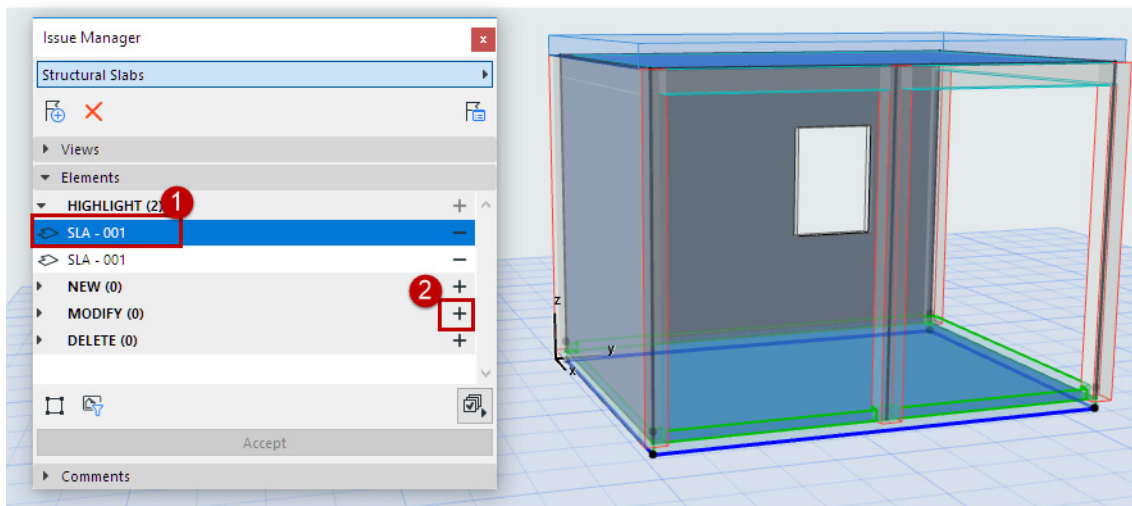 Issue Manager
x
Structural Slabs
Views
Elements
HIGHLIGHT (2)
1
SLA - 001
SLA - 001
NEW (0)
2
MODIFY (0)
DELETE (0)
Accept
Comments
z
y
x